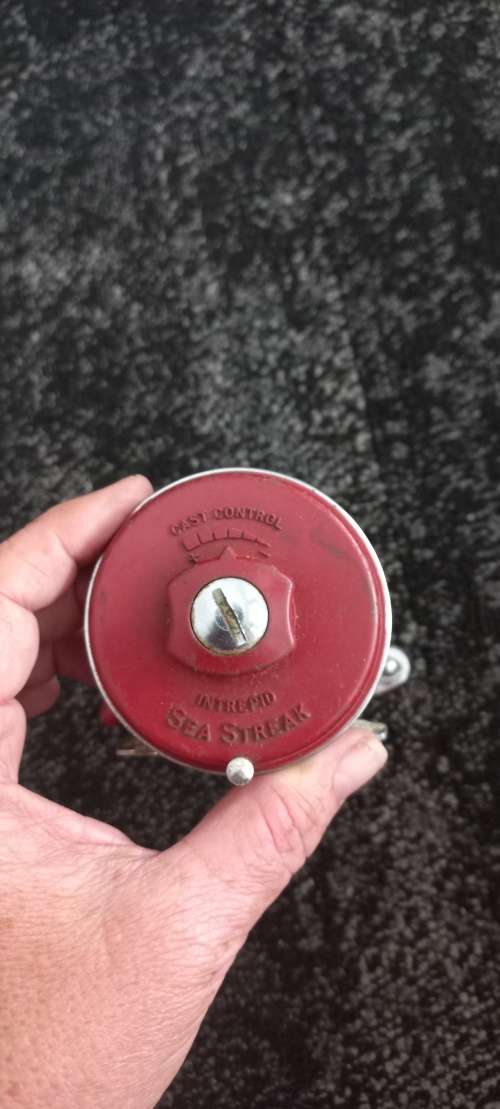 CAST CONTROL
- +
INTREPID
SEA STREAK